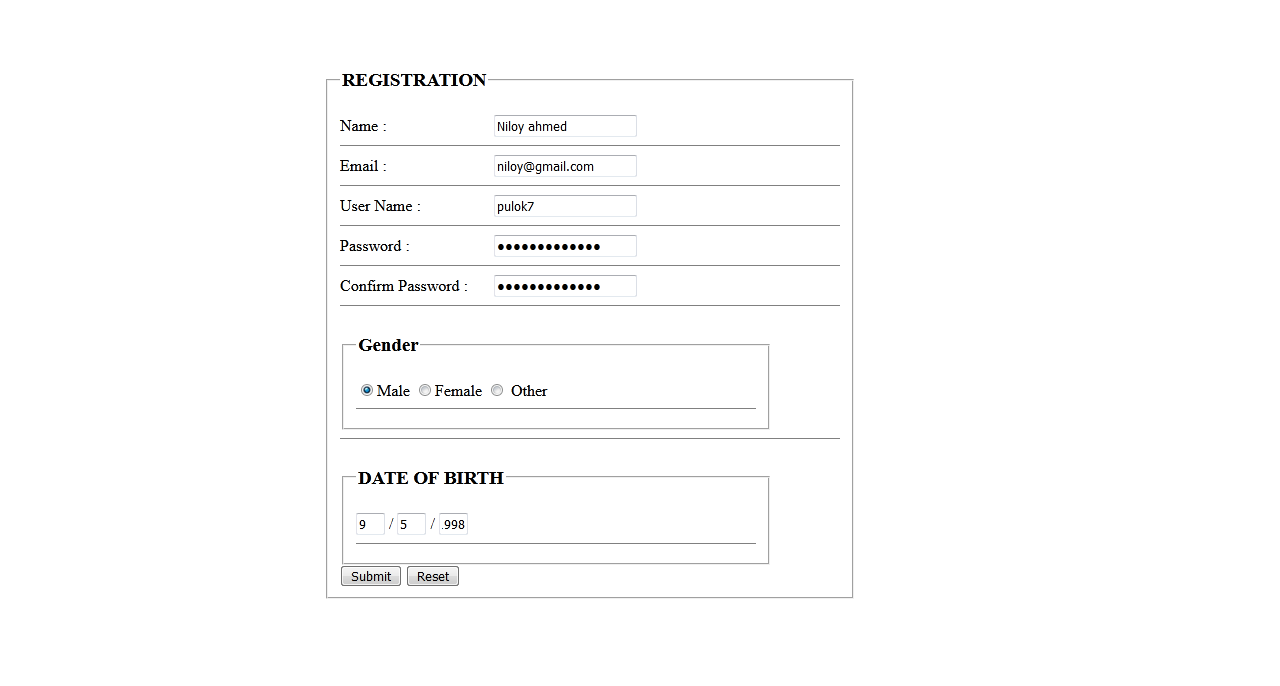 REGISTRATION
Name : Niloy ahmed
Email : niloy@gmail.com
User Name : pulok7
Password : •••••••••••••
Confirm Password : •••••••••••••
Gender
Male Female Other
DATE OF BIRTH
9 / 5 / .998
Submit Reset